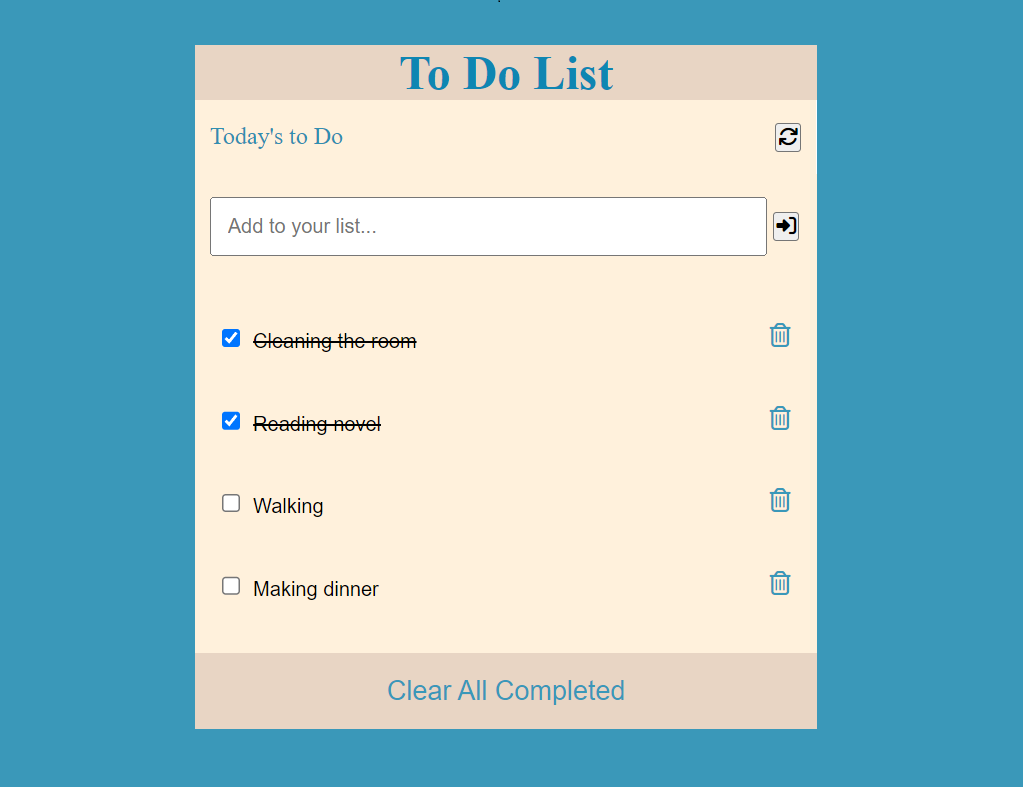 To Do List
Today's to Do
Add to your list...
Cleaning the room
Reading novel
Walking
Making dinner
Clear All Completed